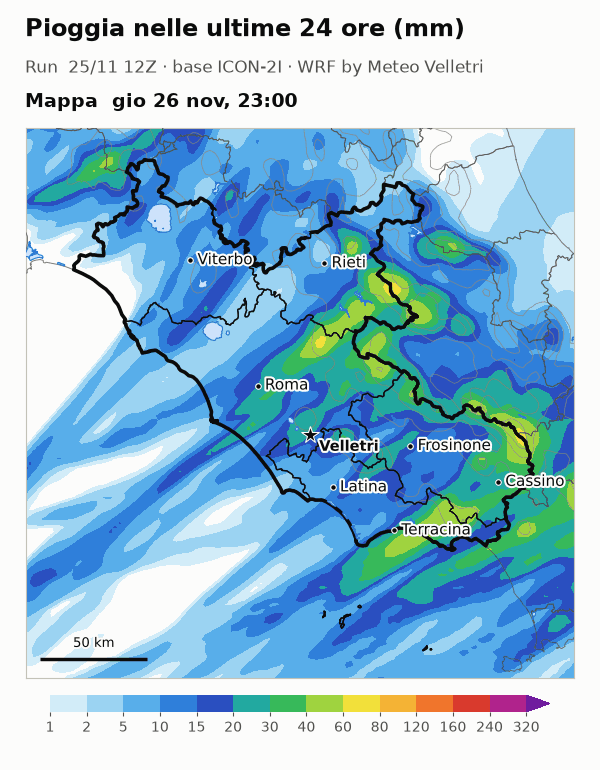 Pioggia nelle ultime 24 ore (mm)
Run 25/11 12Z · base ICON-2I · WRF by Meteo Velletri
Mappa gio 26 nov, 23:00
Viterbo
Rieti
Roma
Velletri
Frosinone
Latina
Cassino
Terracina
50 km
1 2 5 10 15 20 30 40 60 80 120 160 240 320